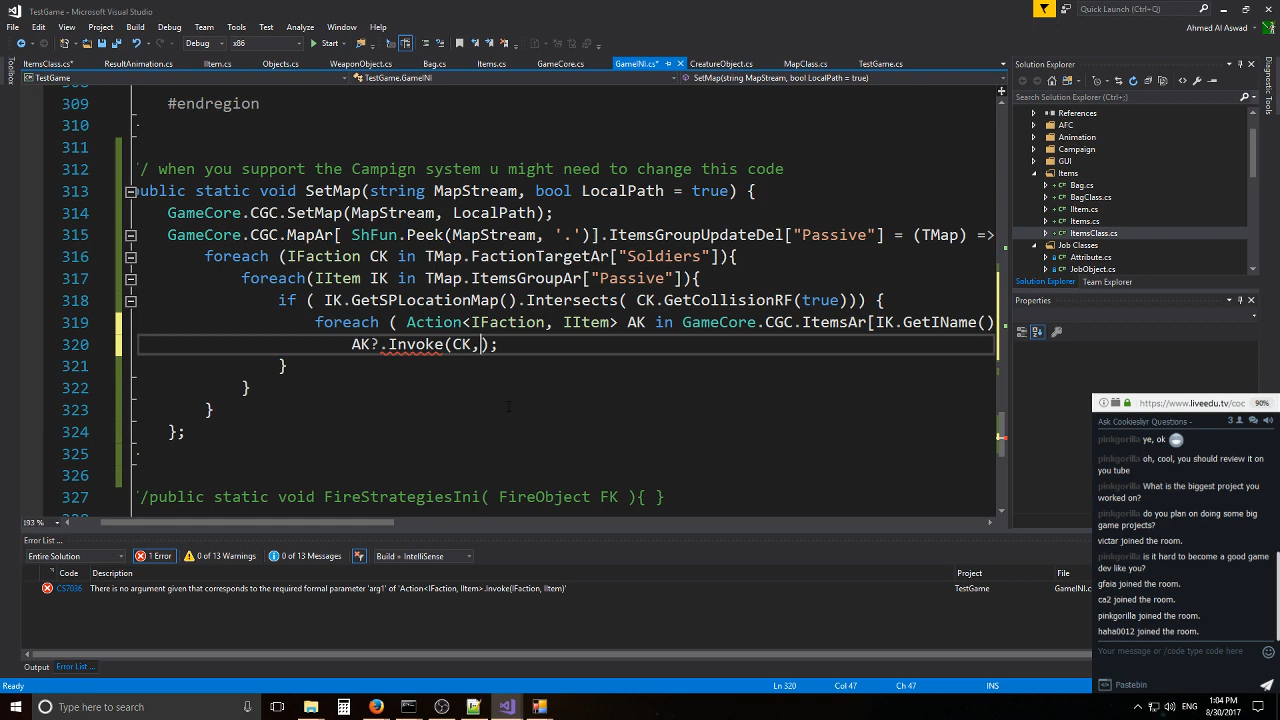 TestGame - Microsoft Visual Studio
Quick Launch (Ctrl+Q)
File Edit View Project Build Debug Team Tools Test Analyze Window Help
Ahmed Al Aswad
Debug x86 Start
ItemsClass.cs* ResultAnimation.cs IItem.cs Objects.cs WeaponObject.cs Bag.cs Items.cs GameCore.cs GameINI.cs* CreatureObject.cs MapClass.cs TestGame.cs
TestGame TestGame.GameINI SetMap(string MapStream, bool LocalPath = true)
Toolbox
309 #endregion
310
311
312 / when you support the Campign system u might need to change this code
313 ublic static void SetMap(string MapStream, bool LocalPath = true) {
314 GameCore.CGC.SetMap(MapStream, LocalPath);
315 GameCore.CGC.MapAr[ ShFun.Peek(MapStream, '.')].ItemsGroupUpdateDel["Passive"] = (TMap) =>
316 foreach (IFaction CK in TMap.FactionTargetAr["Soldiers"]){
317 foreach(IItem IK in TMap.ItemsGroupAr["Passive"]){
318 if ( IK.GetSPLocationMap().Intersects( CK.GetCollisionRF(true))) {
319 foreach ( Action<IFaction, IItem> AK in GameCore.CGC.ItemsAr[IK.GetIName()
320 AK?.Invoke(CK,);
321 }
322 }
323 }
324 };
325
326
327 /public static void FireStrategiesIni( FireObject FK ){ }
193 %
Error List ...
Entire Solution 1 Error 0 of 13 Warnings 0 of 13 Messages Build + IntelliSense
Code Description Project File
CS7036 There is no argument given that corresponds to the required formal parameter 'arg1' of 'Action<IFaction, IItem>.Invoke(IFaction, IItem)' TestGame GameINI.cs
Output Error List ...
Ready Ln 320 Col 47 Ch 47 INS
Solution Explorer
Search Solution Explorer (Ctrl+;)
References
AFC
Animation
Campaign
GUI
Items
Bag.cs
BagClass.cs
IItem.cs
Items.cs
ItemsClass.cs
Job Classes
Attribute.cs
JobObject.cs
Solution Explorer Team Explorer
Properties
Diagnostic Tools
https://www.liveedu.tv/coc 90%
Ask Cookiesliyr Questions - 3
pinkgorilla ye, ok
pinkgorilla oh, cool, you should review it on
you tube
pinkgorilla What is the biggest project you
worked on?
pinkgorilla do you plan on doing some big
game projects?
victar joined the room.
pinkgorilla is it hard to become a good game
dev like you?
gfaia joined the room.
ca2 joined the room.
pinkgorilla joined the room.
haha0012 joined the room.
Your message or /code type code here
Pastebin
Type here to search
ENG
1:04 PM
8/30/2017